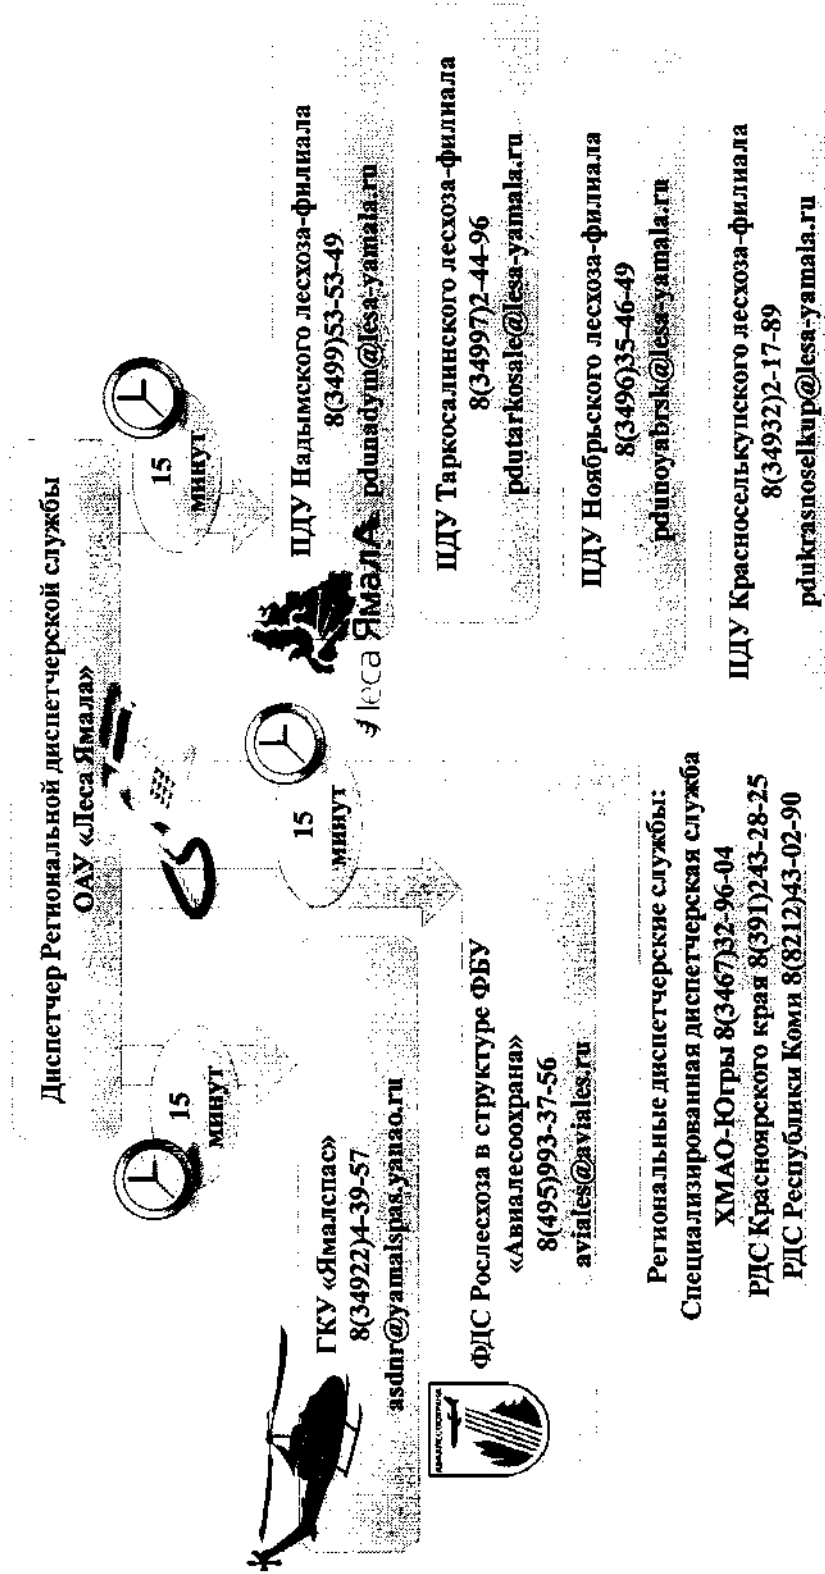 Диспетчер Региональной диспетчерской службы
ОАУ «Леса Ямала»
15
минут
15
минут
15
минут
ГКУ «Ямалспас»
8(34922)4-39-57
asdnr@yamalspas.yanao.ru
АВИАЛЕСООХРАНА
ФДС Рослесхоза в структуре ФБУ
«Авиалесоохрана»
8(495)993-37-56
aviales@aviales.ru
Региональные диспетчерские службы:
Специализированная диспетчерская служба
ХМАО-Югры 8(3467)32-96-04
РДС Красноярского края 8(391)243-28-25
РДС Республики Коми 8(8212)43-02-90
леса ЯмалА
ПДУ Надымского лесхоза-филиала
8(3499)53-53-49
pdunadym@lesa-yamala.ru
ПДУ Таркосалинского лесхоза-филиала
8(34997)2-44-96
pdutarkosale@lesa-yamala.ru
ПДУ Ноябрьского лесхоза-филиала
8(3496)35-46-49
pdunoyabrsk@lesa-yamala.ru
ПДУ Красноселькупского лесхоза-филиала
8(34932)2-17-89
pdukrasnoselkup@lesa-yamala.ru